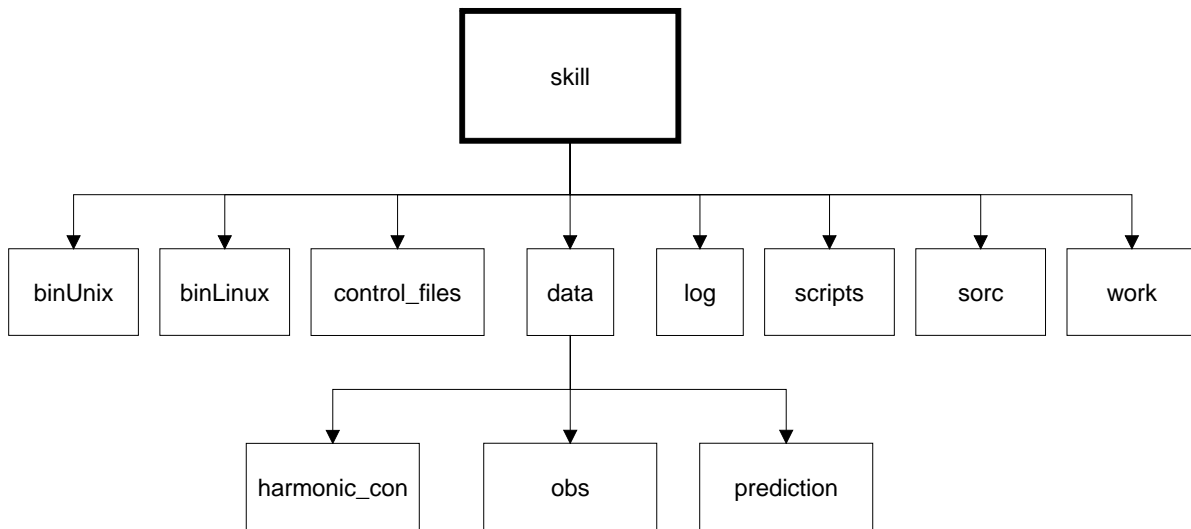 skill
binUnix
binLinux
control_files
data
log
scripts
sorc
work
harmonic_con
obs
prediction